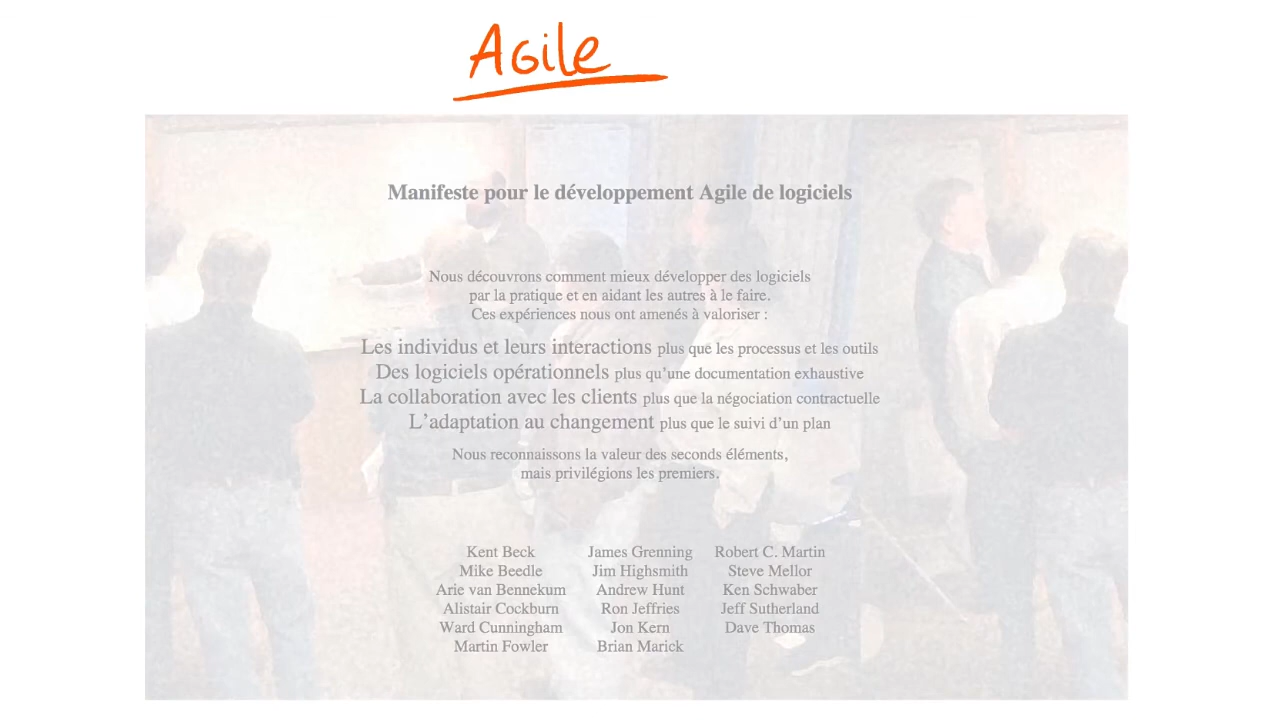 Agile
Manifeste pour le développement Agile de logiciels
Nous découvrons comment mieux développer des logiciels
par la pratique et en aidant les autres à le faire.
Ces expériences nous ont amenés à valoriser :
Les individus et leurs interactions plus que les processus et les outils
Des logiciels opérationnels plus qu’une documentation exhaustive
La collaboration avec les clients plus que la négociation contractuelle
L’adaptation au changement plus que le suivi d’un plan
Nous reconnaissons la valeur des seconds éléments,
mais privilégions les premiers.
Kent Beck
Mike Beedle
Arie van Bennekum
Alistair Cockburn
Ward Cunningham
Martin Fowler
James Grenning
Jim Highsmith
Andrew Hunt
Ron Jeffries
Jon Kern
Brian Marick
Robert C. Martin
Steve Mellor
Ken Schwaber
Jeff Sutherland
Dave Thomas